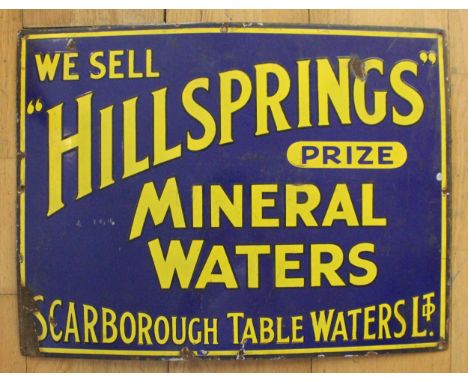 WE SELL
"HILLSPRINGS"
PRIZE
MINERAL
WATERS
SCARBOROUGH TABLE WATERS LTD.